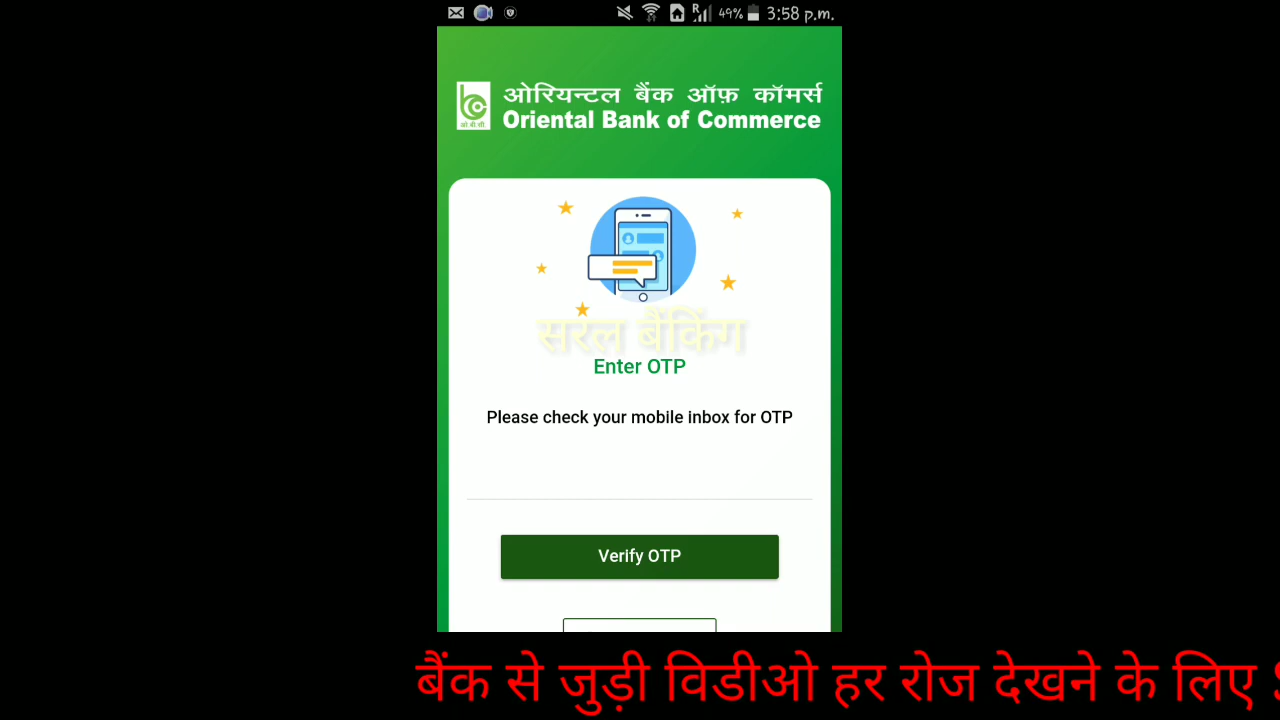 R 49% 3:58 p.m.
ओरियन्टल बैंक ऑफ़ कॉमर्स
Oriental Bank of Commerce
ओ बी सी
सरल बैंकिंग
Enter OTP
Please check your mobile inbox for OTP
Verify OTP
बैंक से जुड़ी विडीओ हर रोज देखने के लिए